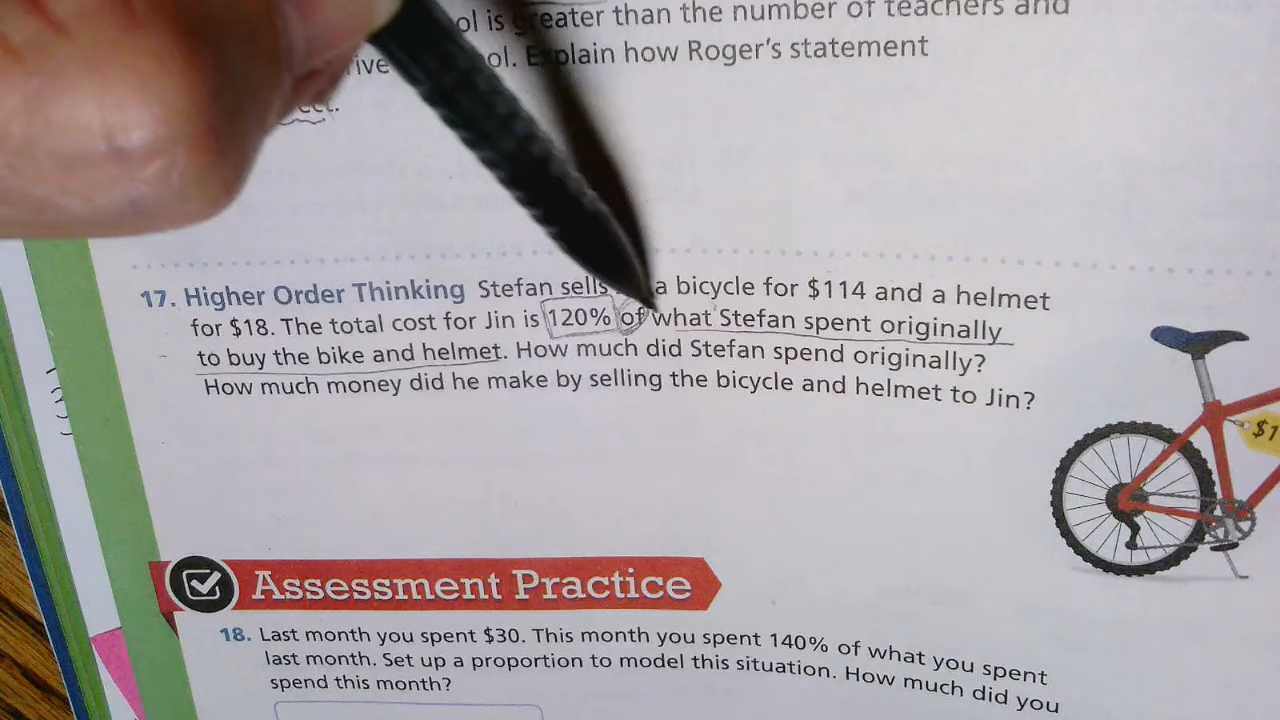 ol is greater than the number of teachers and
ol. Explain how Roger's statement
17. Higher Order Thinking Stefan sells a bicycle for $114 and a helmet
for $18. The total cost for Jin is 120% of what Stefan spent originally
to buy the bike and helmet. How much did Stefan spend originally?
How much money did he make by selling the bicycle and helmet to Jin?
$1
Assessment Practice
18. Last month you spent $30. This month you spent 140% of what you spent
last month. Set up a proportion to model this situation. How much did you
spend this month?